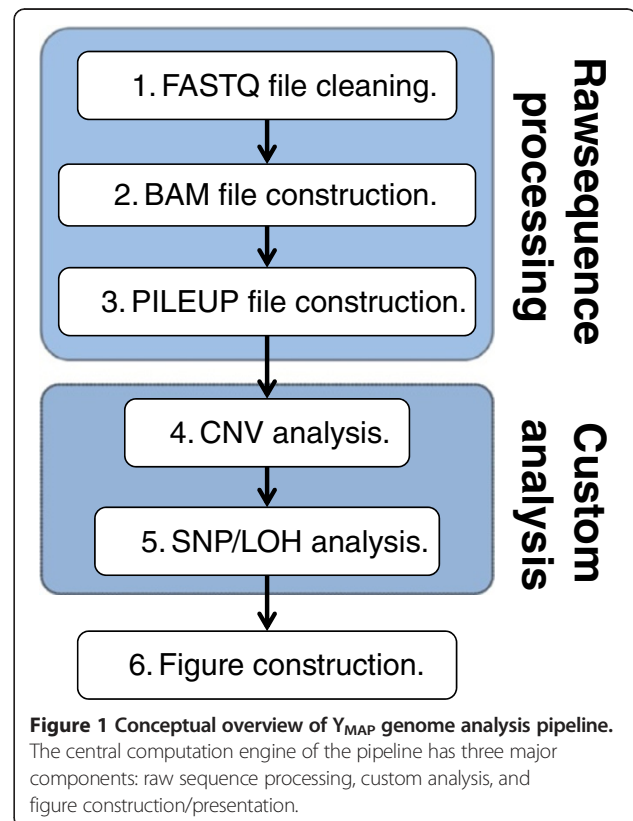 1. FASTQ file cleaning.
2. BAM file construction.
3. PILEUP file construction.
Rawsequence
processing
4. CNV analysis.
5. SNP/LOH analysis.
Custom
analysis
6. Figure construction.
Figure 1 Conceptual overview of YMAP genome analysis pipeline.
The central computation engine of the pipeline has three major
components: raw sequence processing, custom analysis, and
figure construction/presentation.